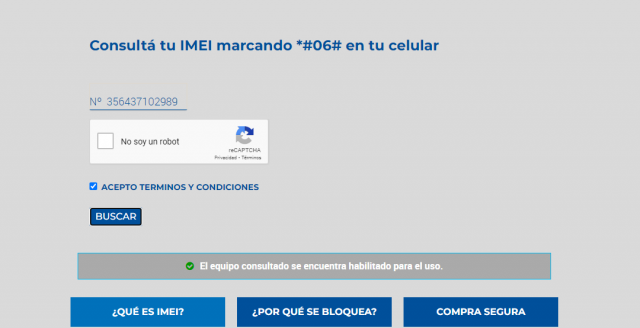 Consultá tu IMEI marcando *#06# en tu celular
Nº 356437102989
No soy un robot
reCAPTCHA
Privacidad - Términos
ACEPTO TERMINOS Y CONDICIONES
BUSCAR
El equipo consultado se encuentra habilitado para el uso.
¿QUÉ ES IMEI?
¿POR QUÉ SE BLOQUEA?
COMPRA SEGURA